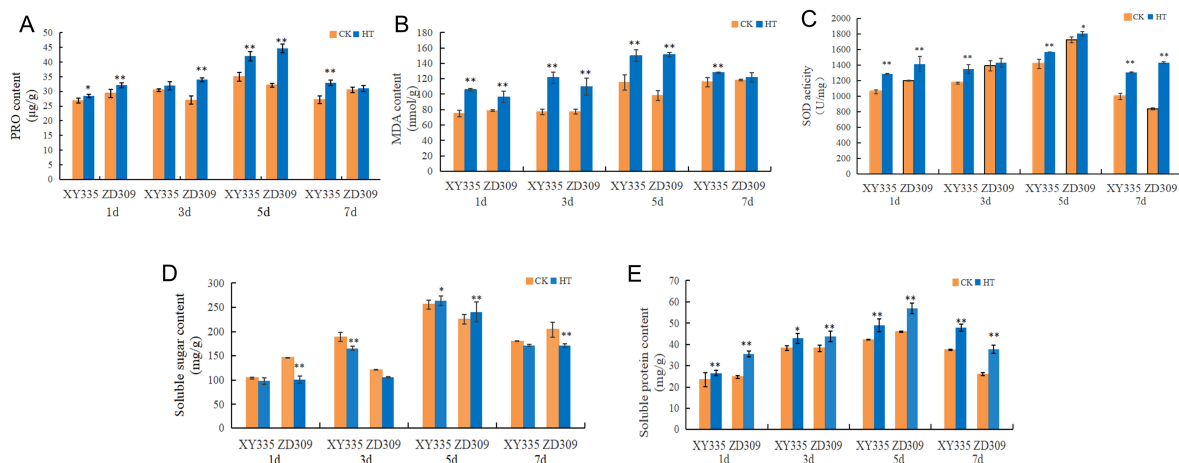 A
CK HT
PRO content
(μg/g)
50
45
40
35
30
25
20
15
10
5
0
* ** ** ** ** **
XY335 ZD309 XY335 ZD309 XY335 ZD309 XY335 ZD309
1d 3d 5d 7d
B
CK HT
MDA content
(nmol/g)
180
160
140
120
100
80
60
40
20
0
** ** ** ** ** ** **
XY335 ZD309 XY335 ZD309 XY335 ZD309 XY335 ZD309
1d 3d 5d 7d
C
CK HT
SOD activity
(U/mg)
2000
1800
1600
1400
1200
1000
800
600
400
200
0
** ** ** ** * ** **
XY335 ZD309 XY335 ZD309 XY335 ZD309 XY335 ZD309
1d 3d 5d 7d
D
CK HT
Soluble sugar content
(mg/g)
300
250
200
150
100
50
0
** ** * ** **
XY335 ZD309 XY335 ZD309 XY335 ZD309 XY335 ZD309
1d 3d 5d 7d
E
CK HT
Soluble protein content
(mg/g)
70
60
50
40
30
20
10
0
** ** * ** ** ** ** **
XY335 ZD309 XY335 ZD309 XY335 ZD309 XY335 ZD309
1d 3d 5d 7d